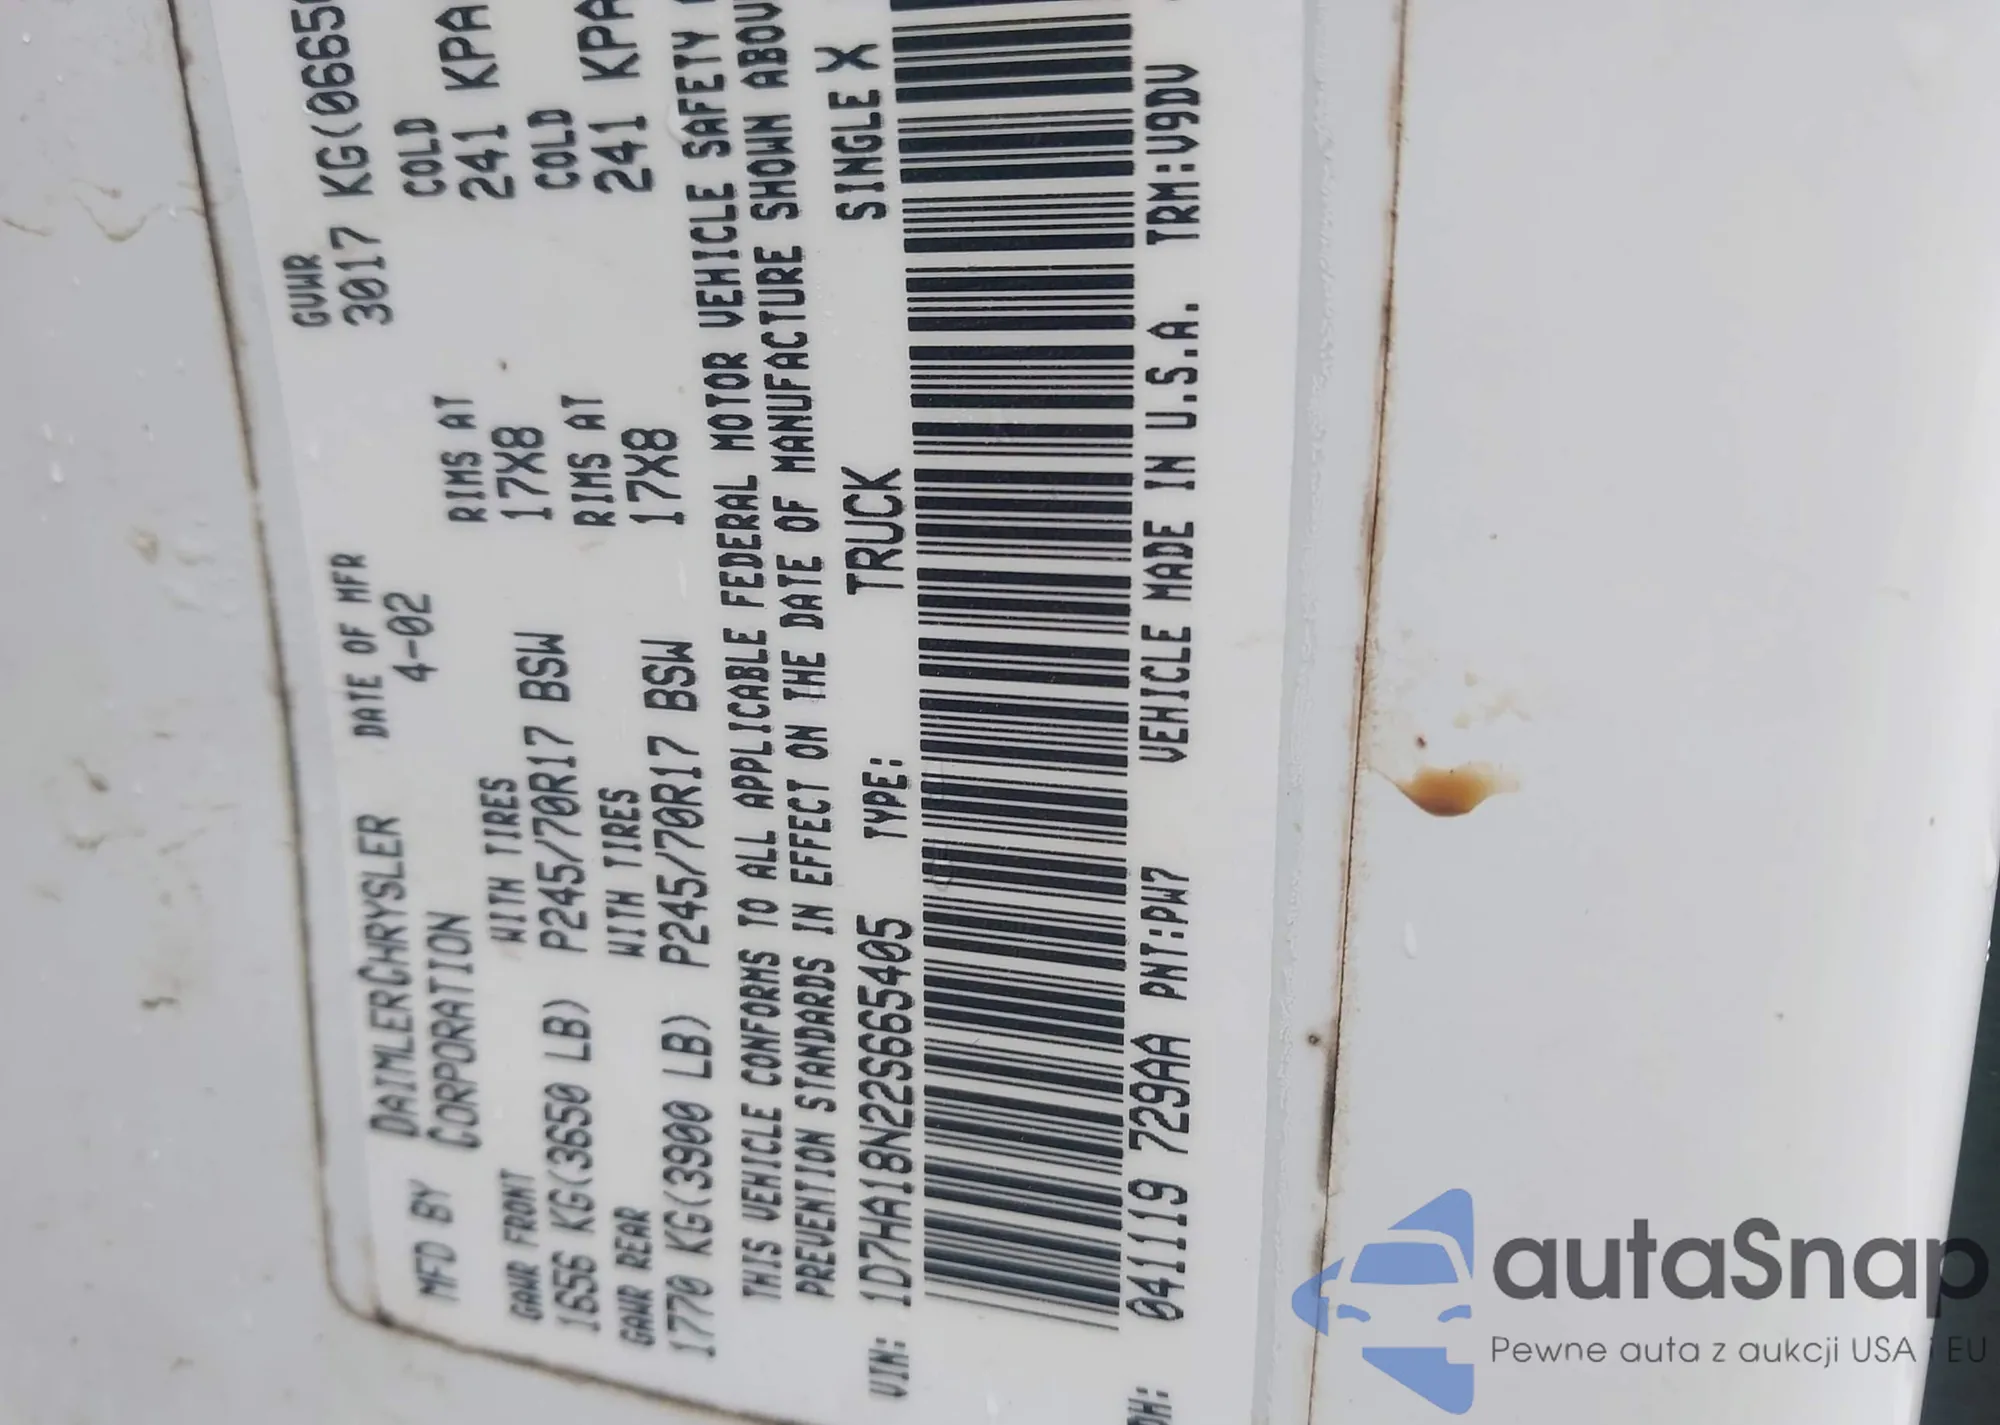 MFD BY DAIMLERCHRYSLER CORPORATION DATE OF MFR 4-02 GVWR 3017 KG(0665
GAWR FRONT WITH TIRES RIMS AT COLD
1656 KG(3650 LB) P245/70R17 BSW 17X8 241 KPA
GAWR REAR WITH TIRES RIMS AT COLD
1770 KG(3900 LB) P245/70R17 BSW 17X8 241 KPA
THIS VEHICLE CONFORMS TO ALL APPLICABLE FEDERAL MOTOR VEHICLE SAFETY
PREVENTION STANDARDS IN EFFECT ON THE DATE OF MANUFACTURE SHOWN ABOV
VIN: 1D7HA18N22S665405 TYPE: TRUCK SINGLE X
DH: 041119 729AA PNT:PW7 VEHICLE MADE IN U.S.A. TRM:V9DV
autaSnap
Pewne auta z aukcji USA i EU